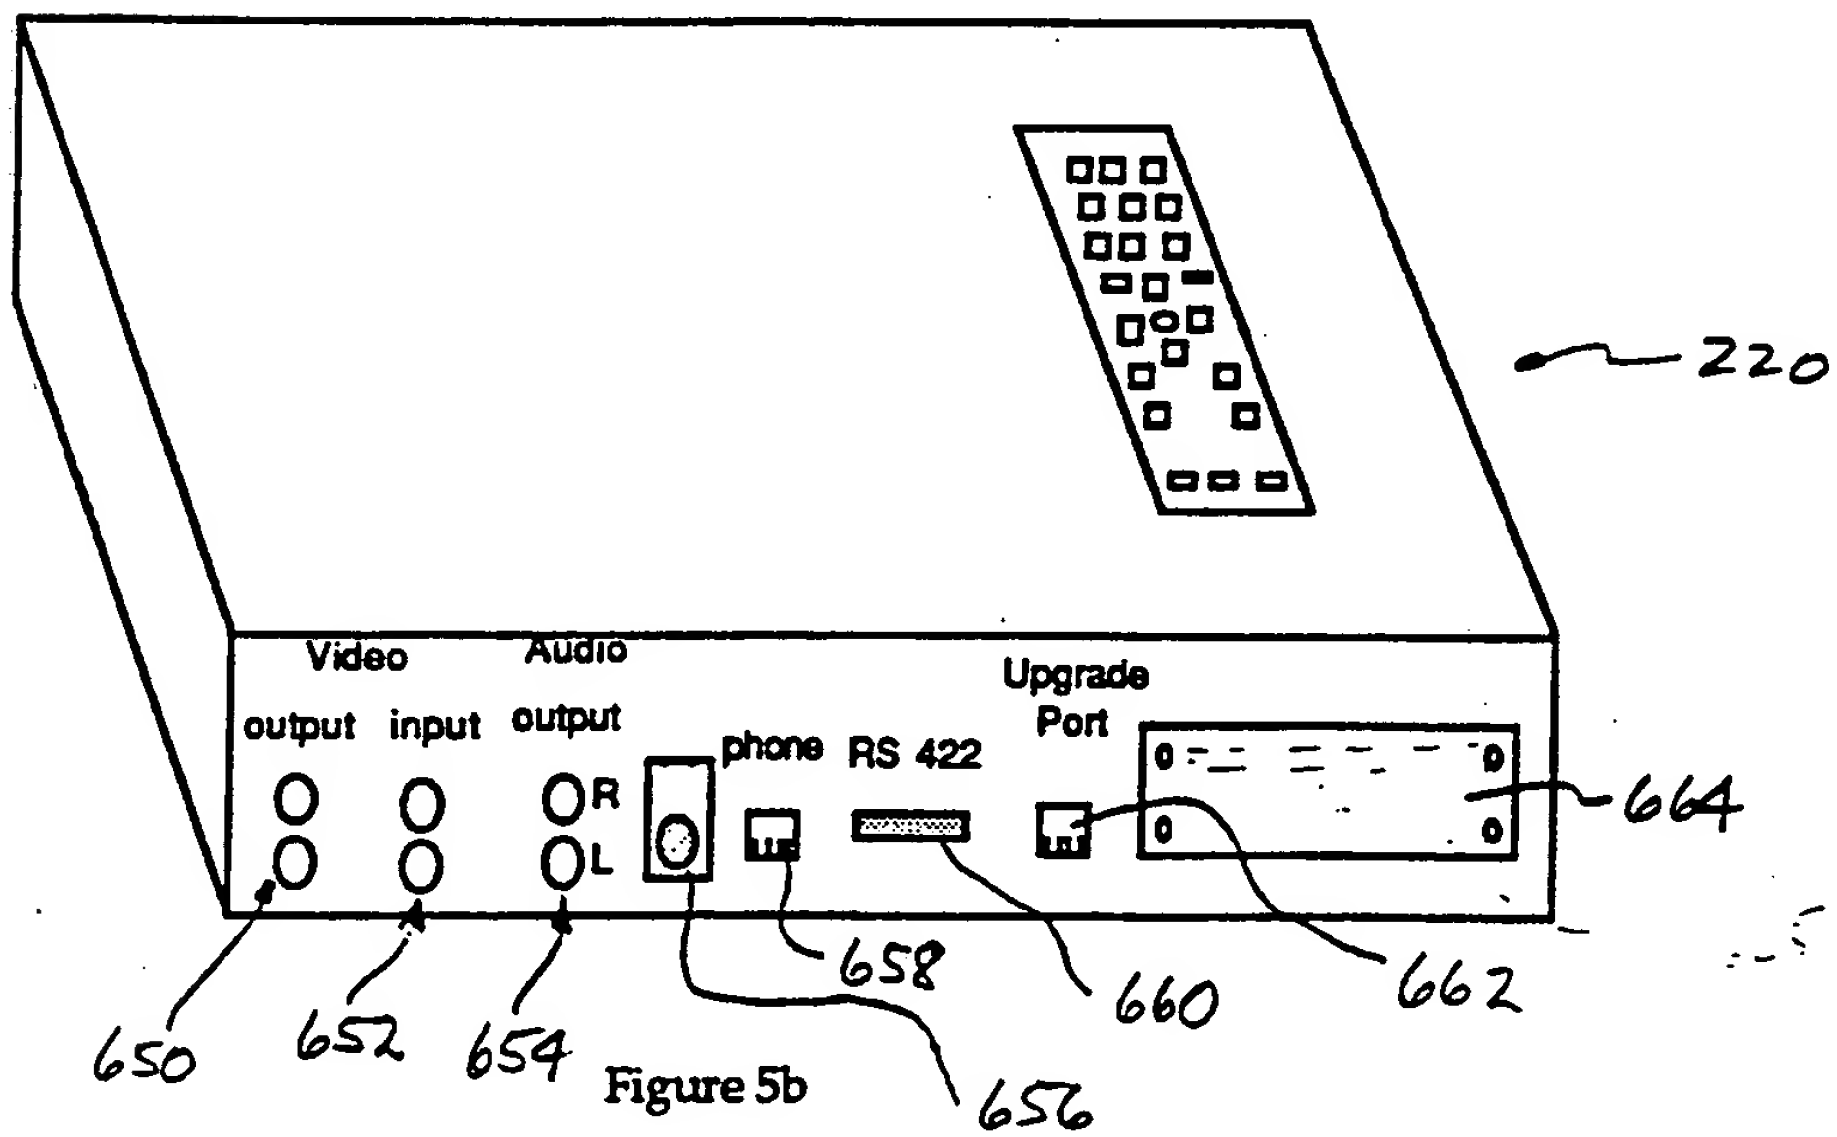 220
Video Audio
Upgrade
output input output Port
phone RS 422
R
664
L
658
660 662
650 652 654
Figure 5b
656